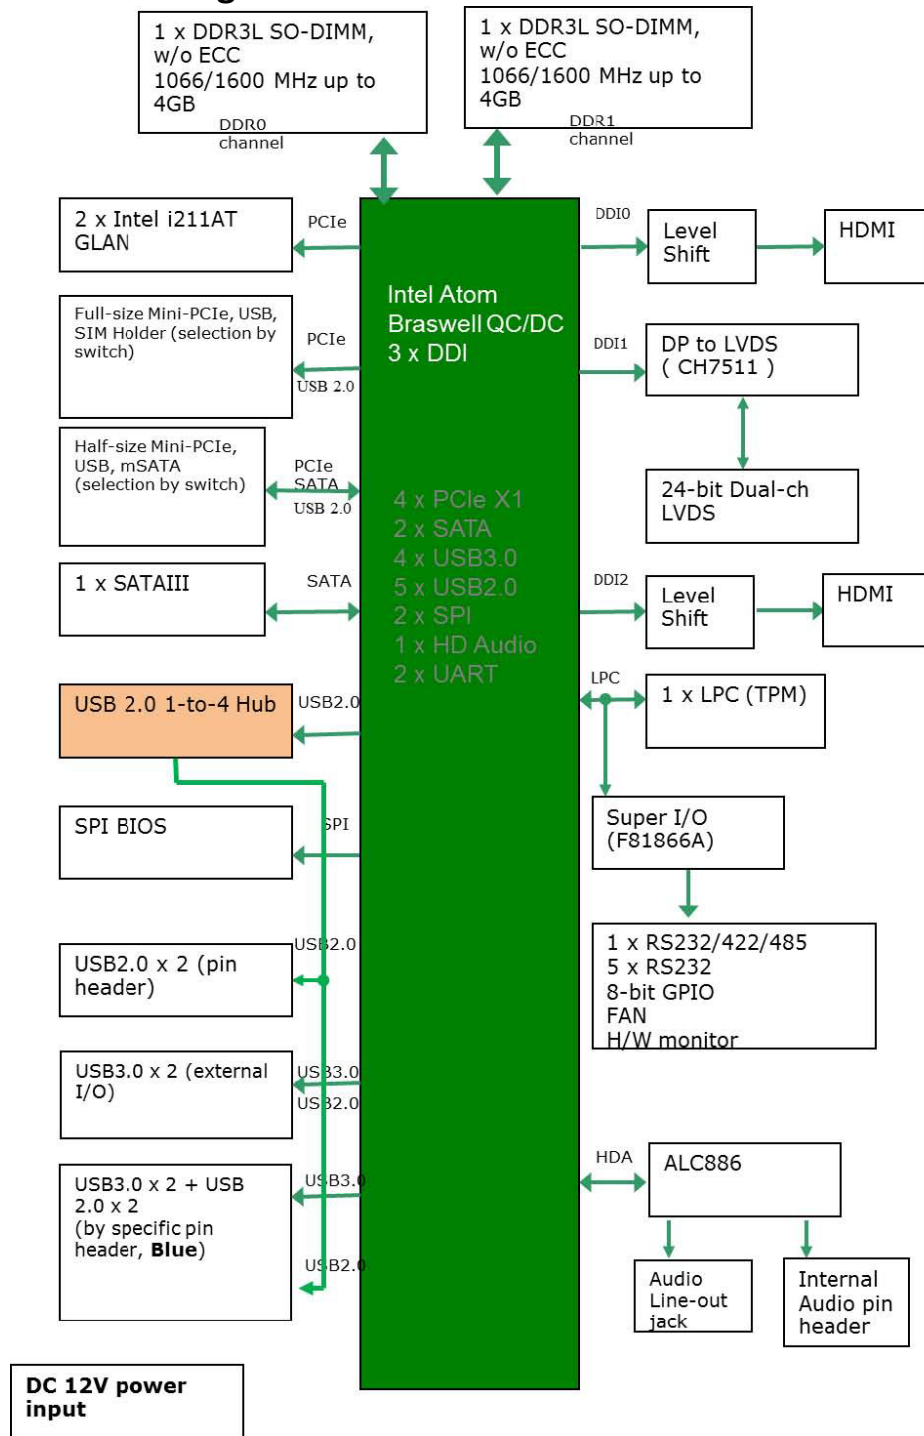 1 x DDR3L SO-DIMM,
w/o ECC
1066/1600 MHz up to
4GB
DDR0
channel
1 x DDR3L SO-DIMM,
w/o ECC
1066/1600 MHz up to
4GB
DDR1
channel
2 x Intel i211AT
GLAN
PCIe
Full-size Mini-PCIe, USB,
SIM Holder (selection by
switch)
PCIe
USB 2.0
Half-size Mini-PCIe,
USB, mSATA
(selection by switch)
PCIe
SATA
USB 2.0
1 x SATAIII
SATA
USB 2.0 1-to-4 Hub
USB2.0
SPI BIOS
SPI
USB2.0 x 2 (pin
header)
USB2.0
USB3.0 x 2 (external
I/O)
USB3.0
USB2.0
USB3.0 x 2 + USB
2.0 x 2
(by specific pin
header, Blue)
USB3.0
USB2.0
DC 12V power
input
Intel Atom
Braswell QC/DC
3 x DDI
4 x PCIe X1
2 x SATA
4 x USB3.0
5 x USB2.0
2 x SPI
1 x HD Audio
2 x UART
DDI0
Level
Shift
HDMI
DDI1
DP to LVDS
( CH7511 )
24-bit Dual-ch
LVDS
DDI2
Level
Shift
HDMI
LPC
1 x LPC (TPM)
Super I/O
(F81866A)
1 x RS232/422/485
5 x RS232
8-bit GPIO
FAN
H/W monitor
HDA
ALC886
Audio
Line-out
jack
Internal
Audio pin
header